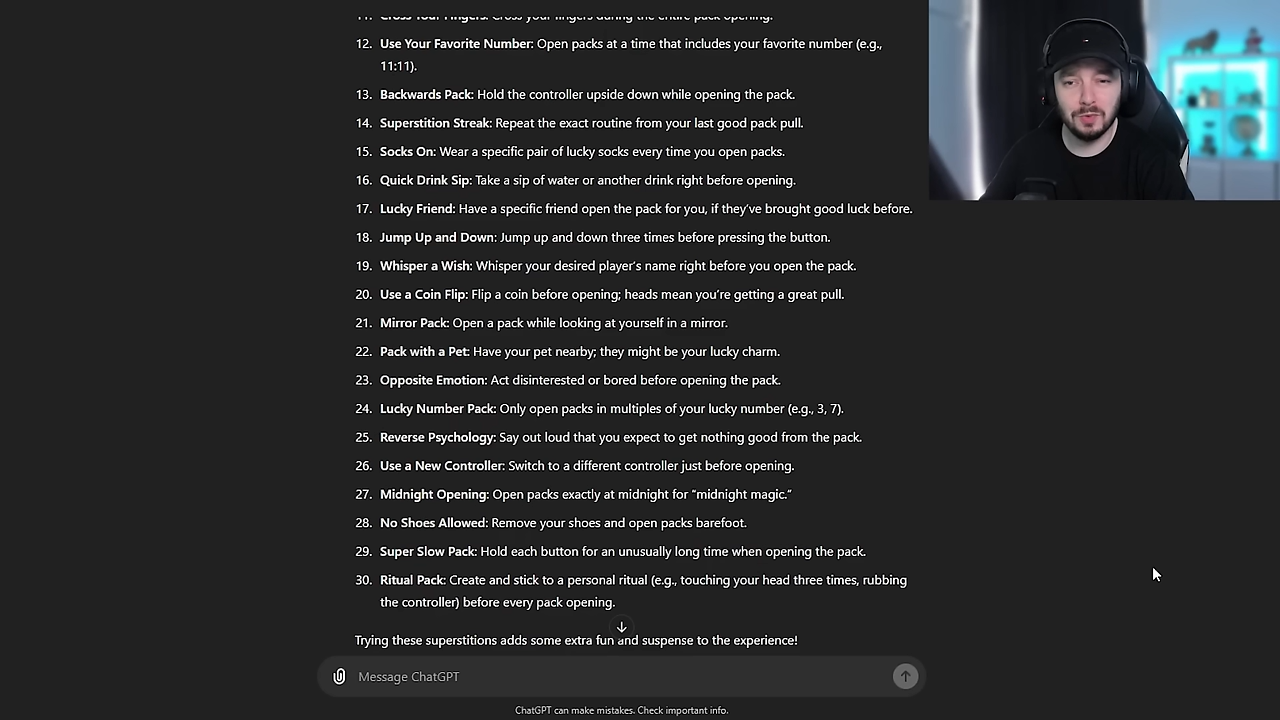 11. Cross Your Fingers: Cross your fingers during the entire pack opening.
12. Use Your Favorite Number: Open packs at a time that includes your favorite number (e.g.,
11:11).
13. Backwards Pack: Hold the controller upside down while opening the pack.
14. Superstition Streak: Repeat the exact routine from your last good pack pull.
15. Socks On: Wear a specific pair of lucky socks every time you open packs.
16. Quick Drink Sip: Take a sip of water or another drink right before opening.
17. Lucky Friend: Have a specific friend open the pack for you, if they’ve brought good luck before.
18. Jump Up and Down: Jump up and down three times before pressing the button.
19. Whisper a Wish: Whisper your desired player’s name right before you open the pack.
20. Use a Coin Flip: Flip a coin before opening; heads mean you’re getting a great pull.
21. Mirror Pack: Open a pack while looking at yourself in a mirror.
22. Pack with a Pet: Have your pet nearby; they might be your lucky charm.
23. Opposite Emotion: Act disinterested or bored before opening the pack.
24. Lucky Number Pack: Only open packs in multiples of your lucky number (e.g., 3, 7).
25. Reverse Psychology: Say out loud that you expect to get nothing good from the pack.
26. Use a New Controller: Switch to a different controller just before opening.
27. Midnight Opening: Open packs exactly at midnight for “midnight magic.”
28. No Shoes Allowed: Remove your shoes and open packs barefoot.
29. Super Slow Pack: Hold each button for an unusually long time when opening the pack.
30. Ritual Pack: Create and stick to a personal ritual (e.g., touching your head three times, rubbing
the controller) before every pack opening.
Trying these superstitions adds some extra fun and suspense to the experience!
Message ChatGPT
ChatGPT can make mistakes. Check important info.